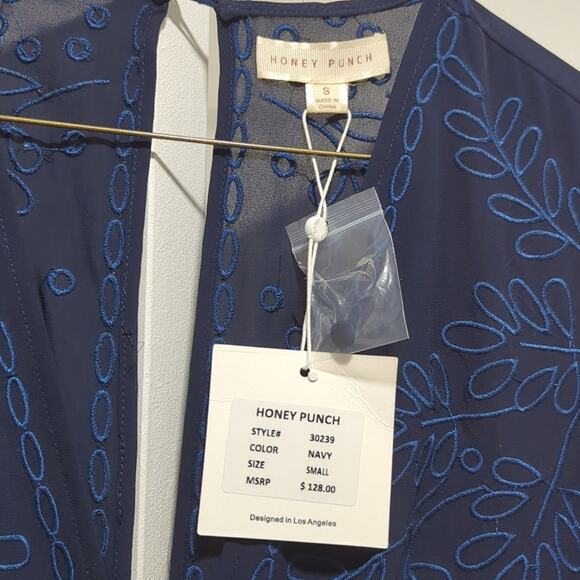 HONEY PUNCH
S
MADE IN
CHINA
HONEY PUNCH
STYLE# 30239
COLOR NAVY
SIZE SMALL
MSRP $ 128.00
Designed in Los Angeles